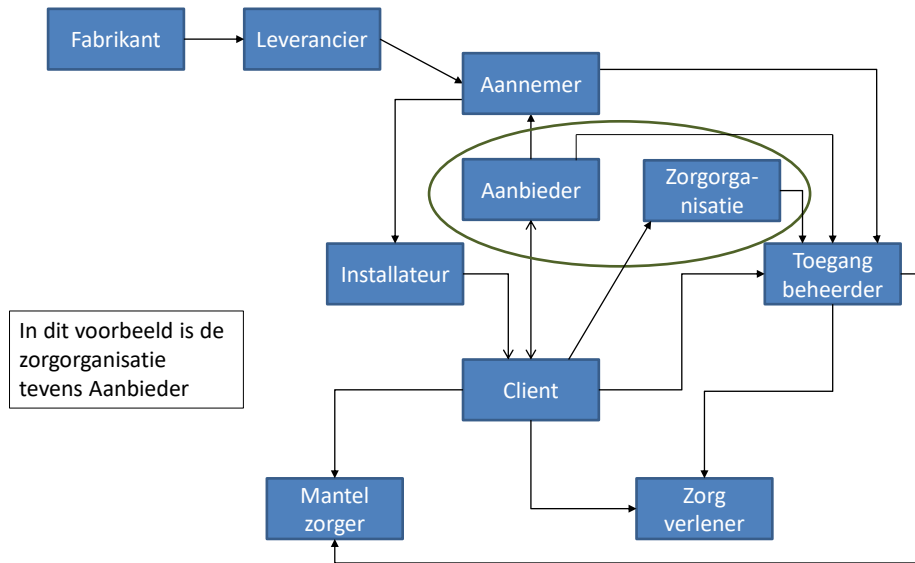 Fabrikant
Leverancier
Aannemer
Aanbieder
Zorgorga-
nisatie
Installateur
Toegang
beheerder
In dit voorbeeld is de
zorgorganisatie
tevens Aanbieder
Client
Mantel
zorger
Zorg
verlener